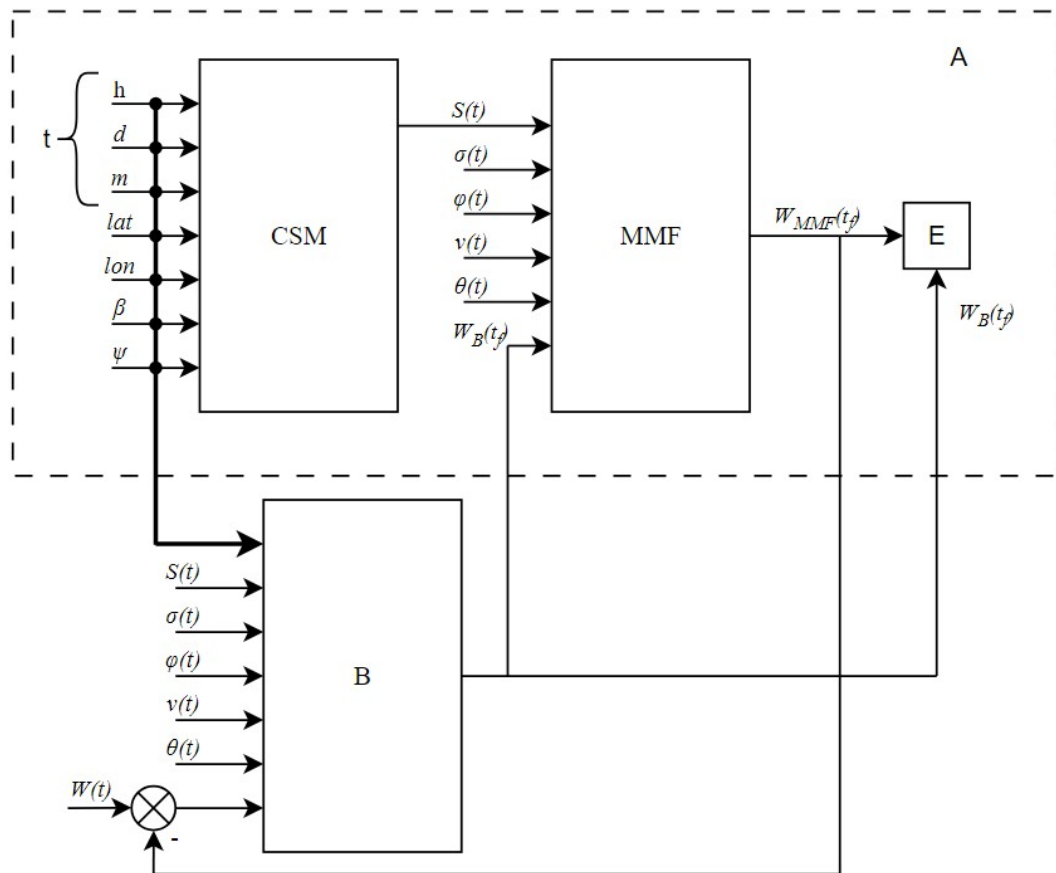 A
h
d
m
t
lat
lon
β
ψ
CSM
S(t)
σ(t)
φ(t)
v(t)
θ(t)
W_B(t_f)
MMF
W_MMF(t_f)
E
W_B(t_f)
S(t)
σ(t)
φ(t)
v(t)
θ(t)
W(t)
-
B